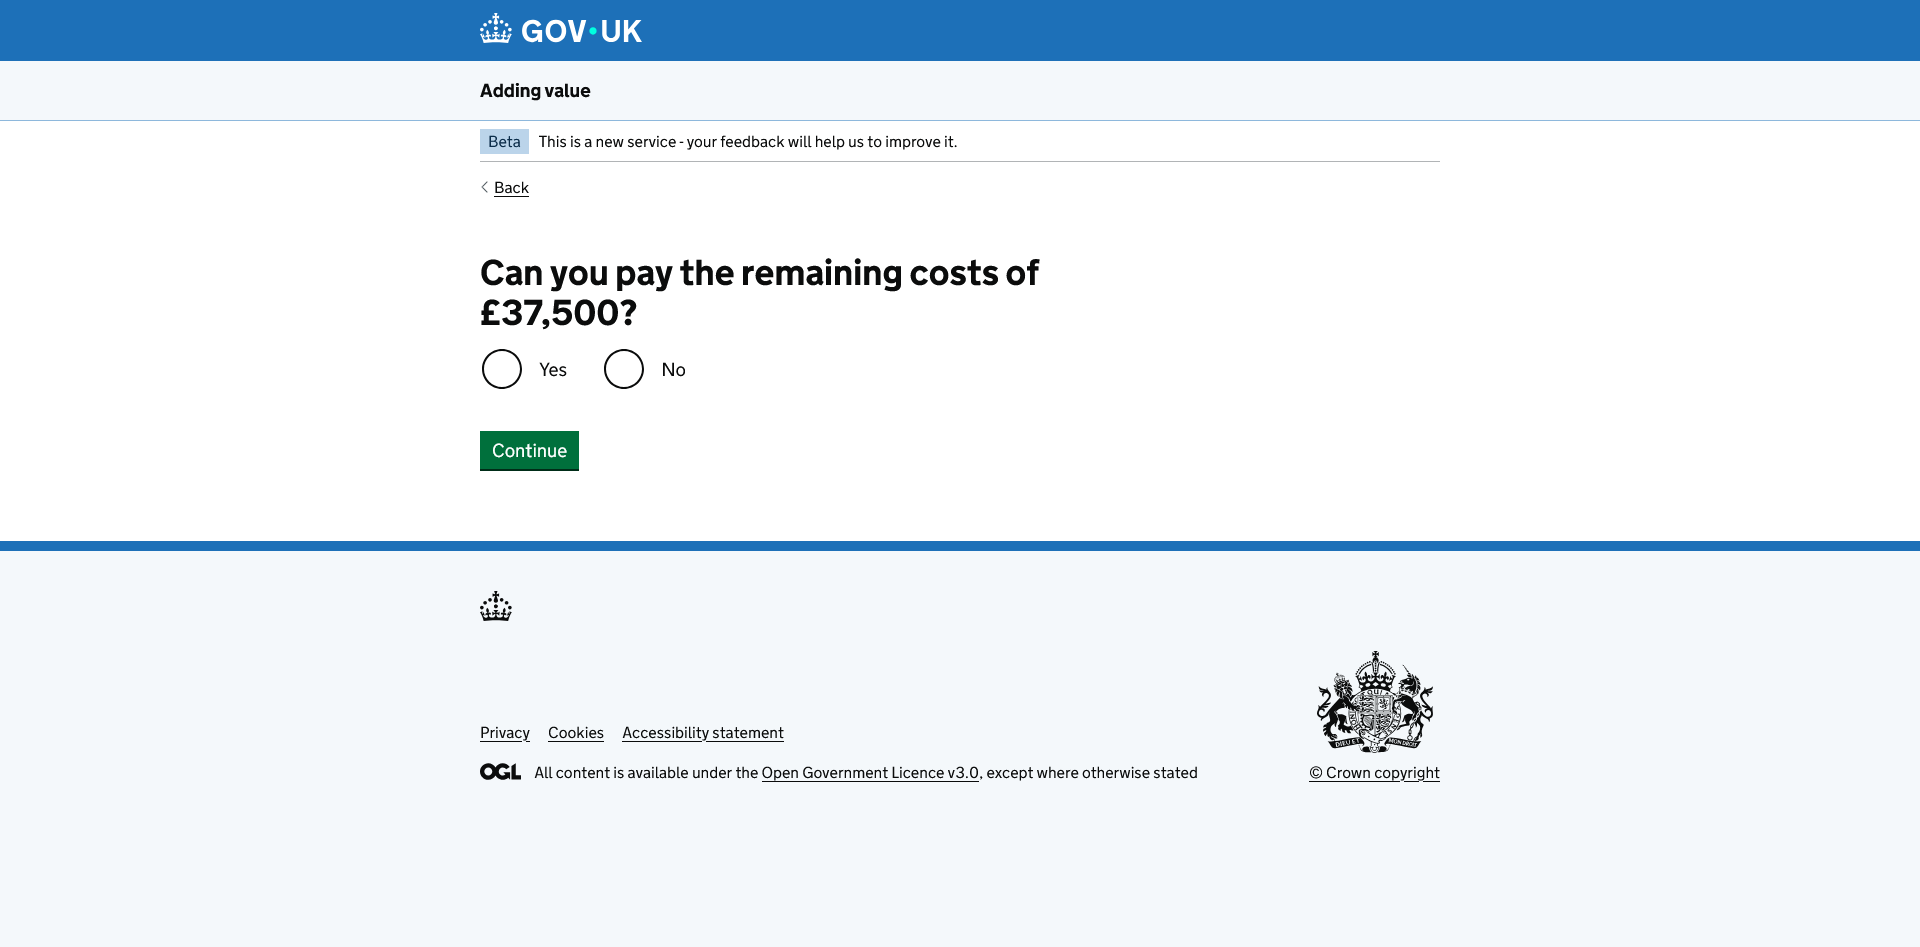 GOV•UK
Adding value
Beta This is a new service - your feedback will help us to improve it.
Back
Can you pay the remaining costs of
£37,500?
Yes No
Continue
Privacy Cookies Accessibility statement
OGL All content is available under the Open Government Licence v3.0, except where otherwise stated
© Crown copyright